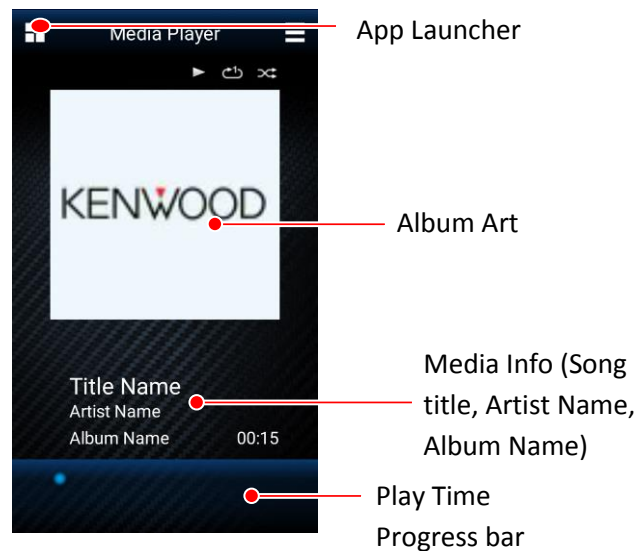 Media Player
App Launcher
KENWOOD
Album Art
Title Name
Artist Name
Album Name 00:15
Media Info (Song
title, Artist Name,
Album Name)
Play Time
Progress bar